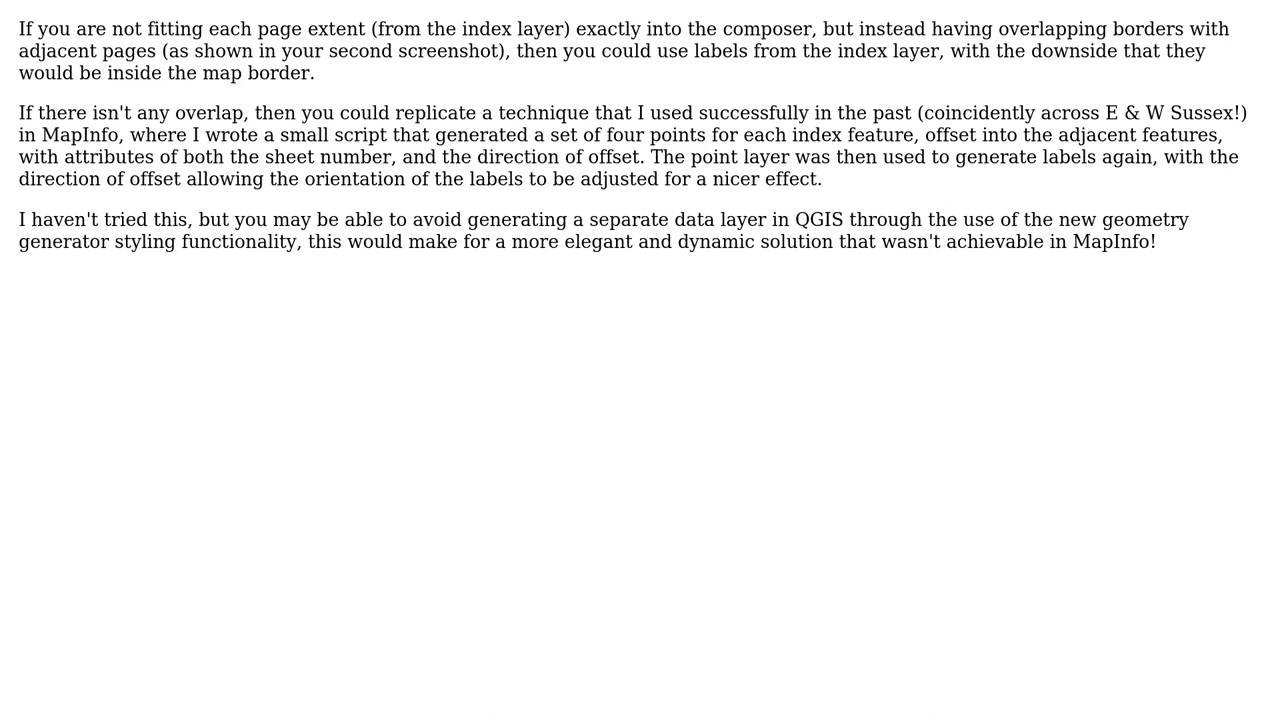 If you are not fitting each page extent (from the index layer) exactly into the composer, but instead having overlapping borders with
adjacent pages (as shown in your second screenshot), then you could use labels from the index layer, with the downside that they
would be inside the map border.
If there isn't any overlap, then you could replicate a technique that I used successfully in the past (coincidently across E & W Sussex!)
in MapInfo, where I wrote a small script that generated a set of four points for each index feature, offset into the adjacent features,
with attributes of both the sheet number, and the direction of offset. The point layer was then used to generate labels again, with the
direction of offset allowing the orientation of the labels to be adjusted for a nicer effect.
I haven't tried this, but you may be able to avoid generating a separate data layer in QGIS through the use of the new geometry
generator styling functionality, this would make for a more elegant and dynamic solution that wasn't achievable in MapInfo!